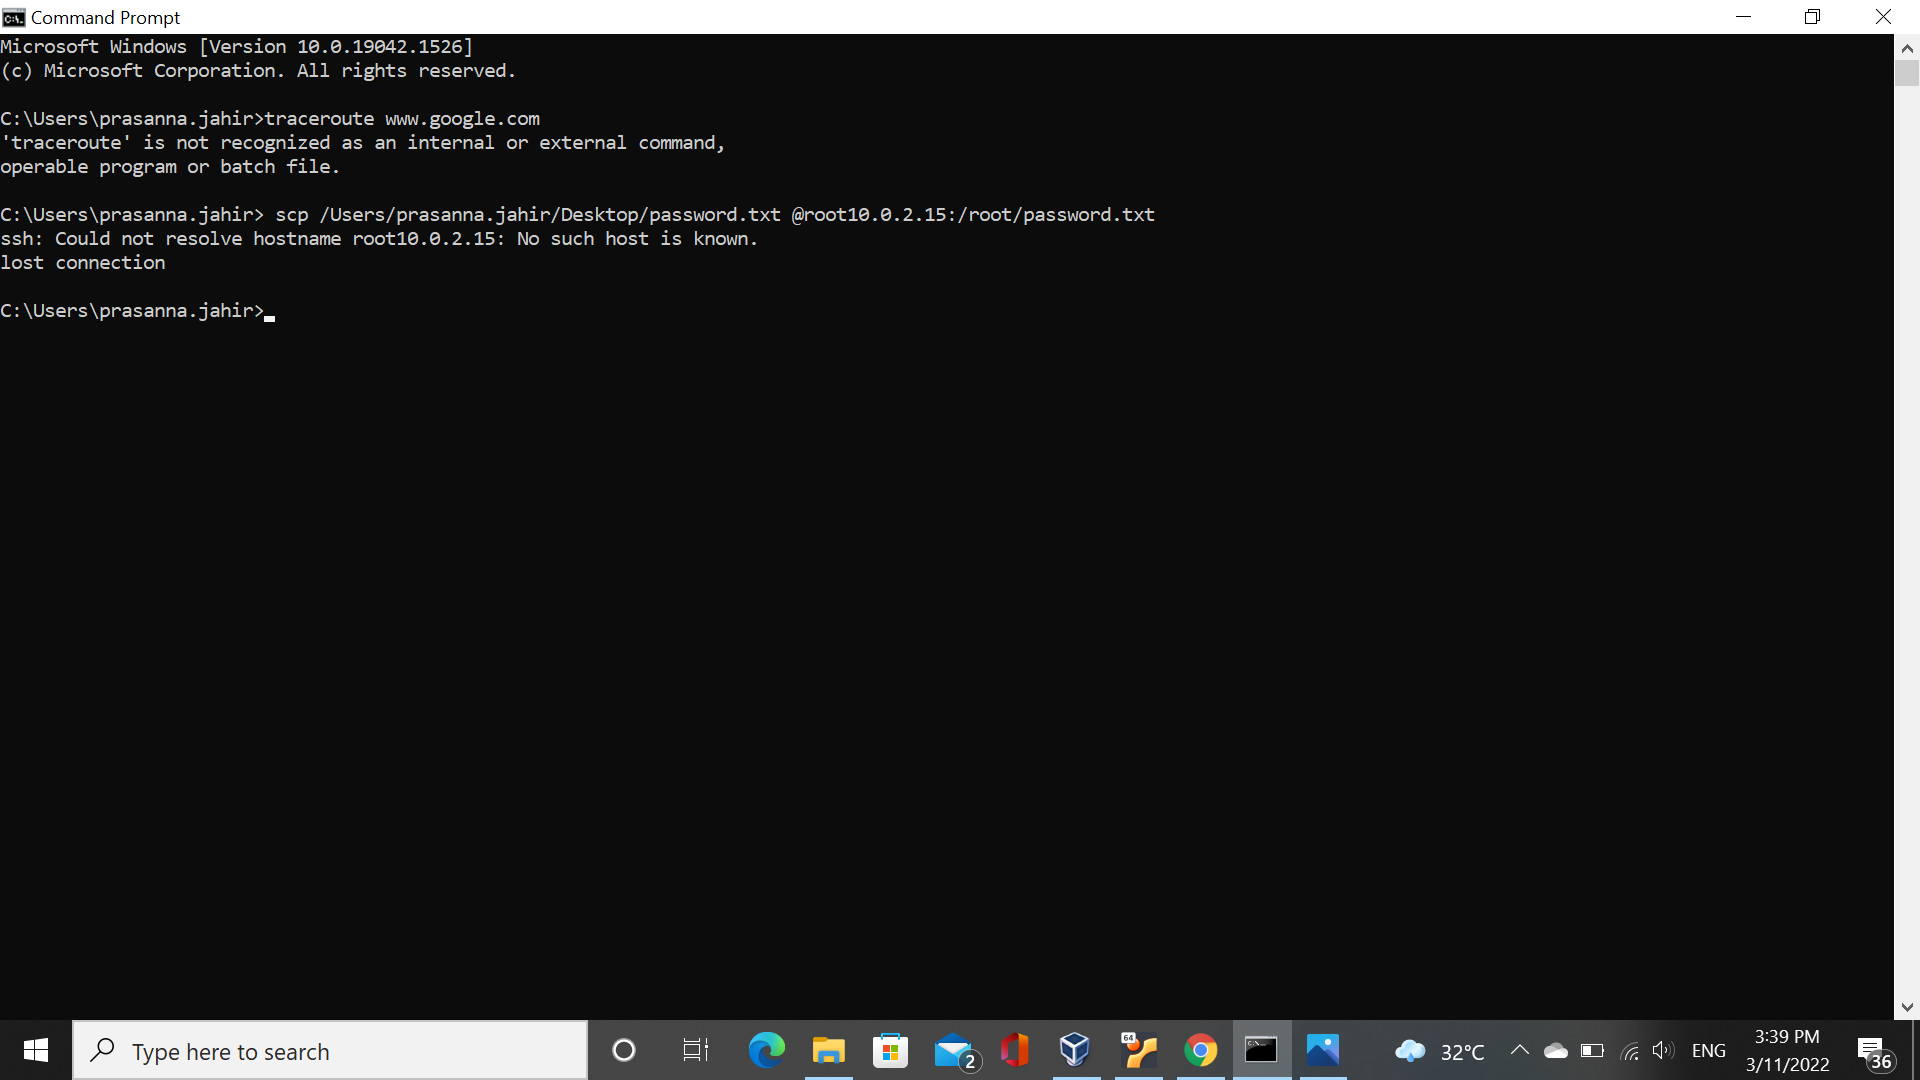 Command Prompt
Microsoft Windows [Version 10.0.19042.1526]
(c) Microsoft Corporation. All rights reserved.
C:\Users\prasanna.jahir>traceroute www.google.com
'traceroute' is not recognized as an internal or external command,
operable program or batch file.
C:\Users\prasanna.jahir> scp /Users/prasanna.jahir/Desktop/password.txt @root10.0.2.15:/root/password.txt
ssh: Could not resolve hostname root10.0.2.15: No such host is known.
lost connection
C:\Users\prasanna.jahir>
Type here to search
2
64
32°C
ENG
3:39 PM
3/11/2022
36